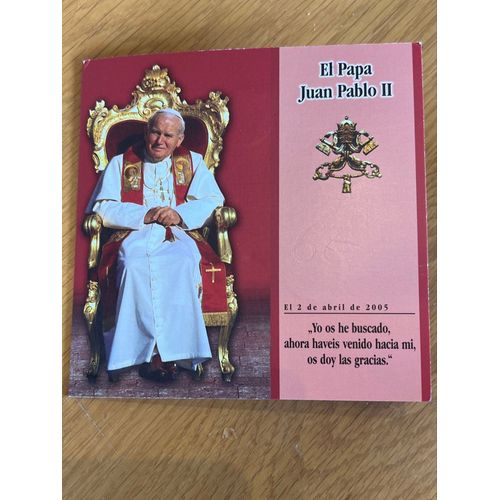 El Papa
Juan Pablo II
El 2 de abril de 2005
„Yo os he buscado,
ahora haveis venido hacia mi,
os doy las gracias.“